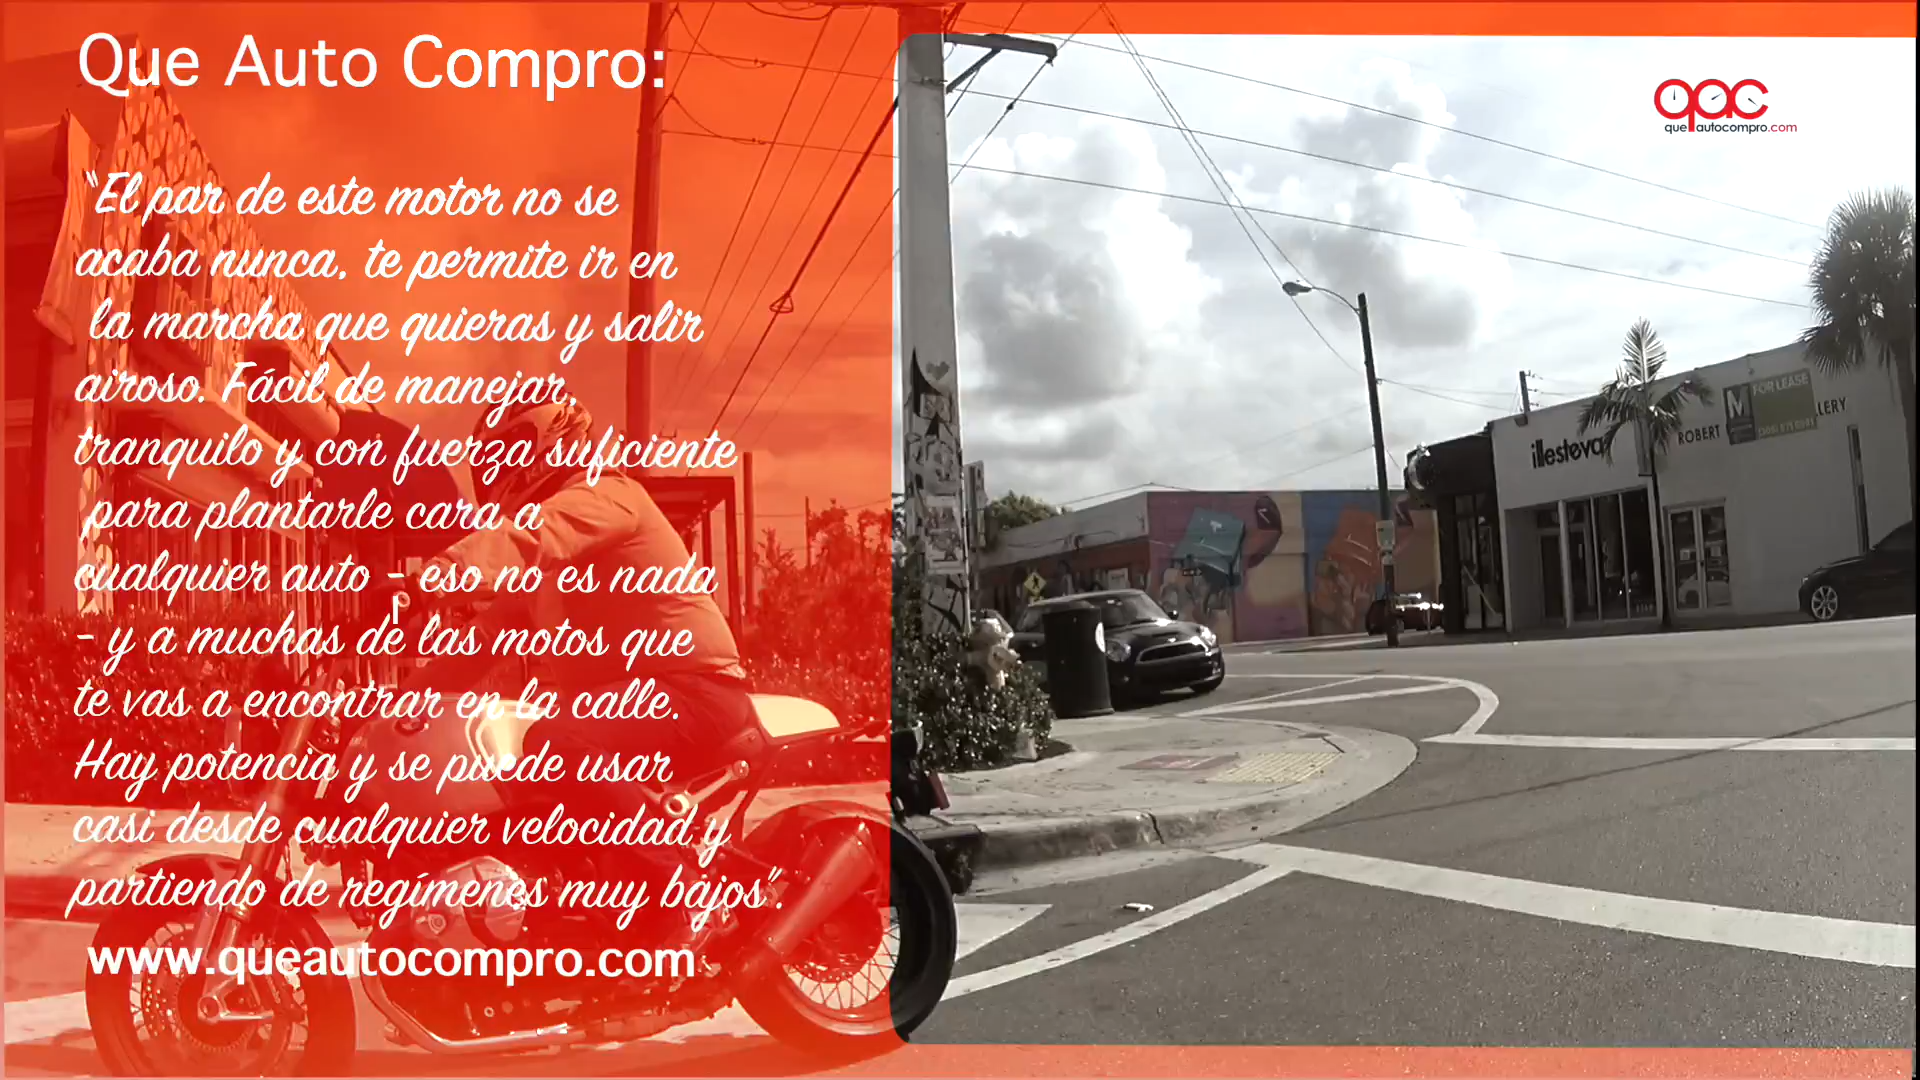 Que Auto Compro:
"El par de este motor no se
acaba nunca, te permite ir en
la marcha que quieras y salir
airoso. Fácil de manejar,
tranquilo y con fuerza suficiente
para plantarle cara a
cualquier auto - eso no es nada
- y a muchas de las motos que
te vas a encontrar en la calle.
Hay potencia y se puede usar
casi desde cualquier velocidad y
partiendo de regímenes muy bajos".
www.queautocompro.com
qac
queautocompro.com
FOR LEASE
M
illesteva
ROBERT
LERY